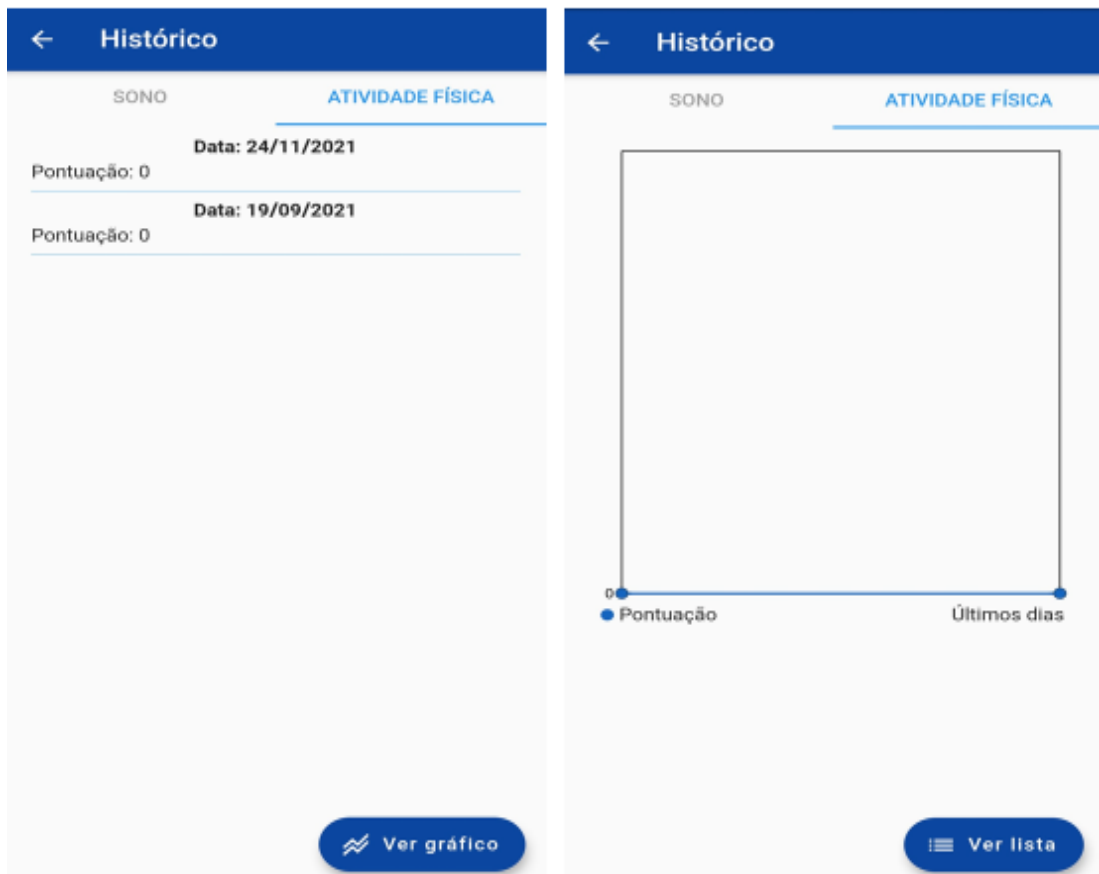 Histórico
SONO
ATIVIDADE FÍSICA
Data: 24/11/2021
Pontuação: 0
Data: 19/09/2021
Pontuação: 0
Ver gráfico
Histórico
SONO
ATIVIDADE FÍSICA
0
Pontuação
Últimos dias
Ver lista